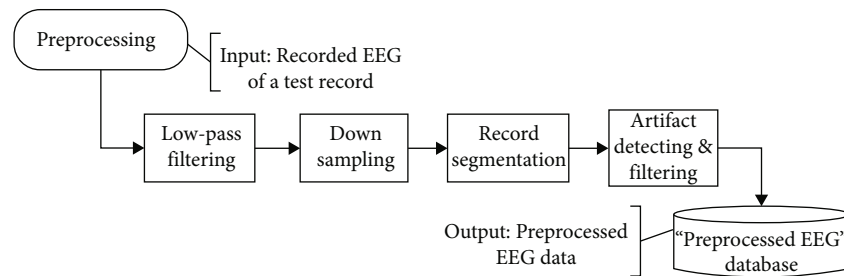 Preprocessing
Input: Recorded EEG
of a test record
Low-pass
filtering
Down
sampling
Record
segmentation
Artifact
detecting &
filtering
Output: Preprocessed
EEG data
“Preprocessed EEG”
database